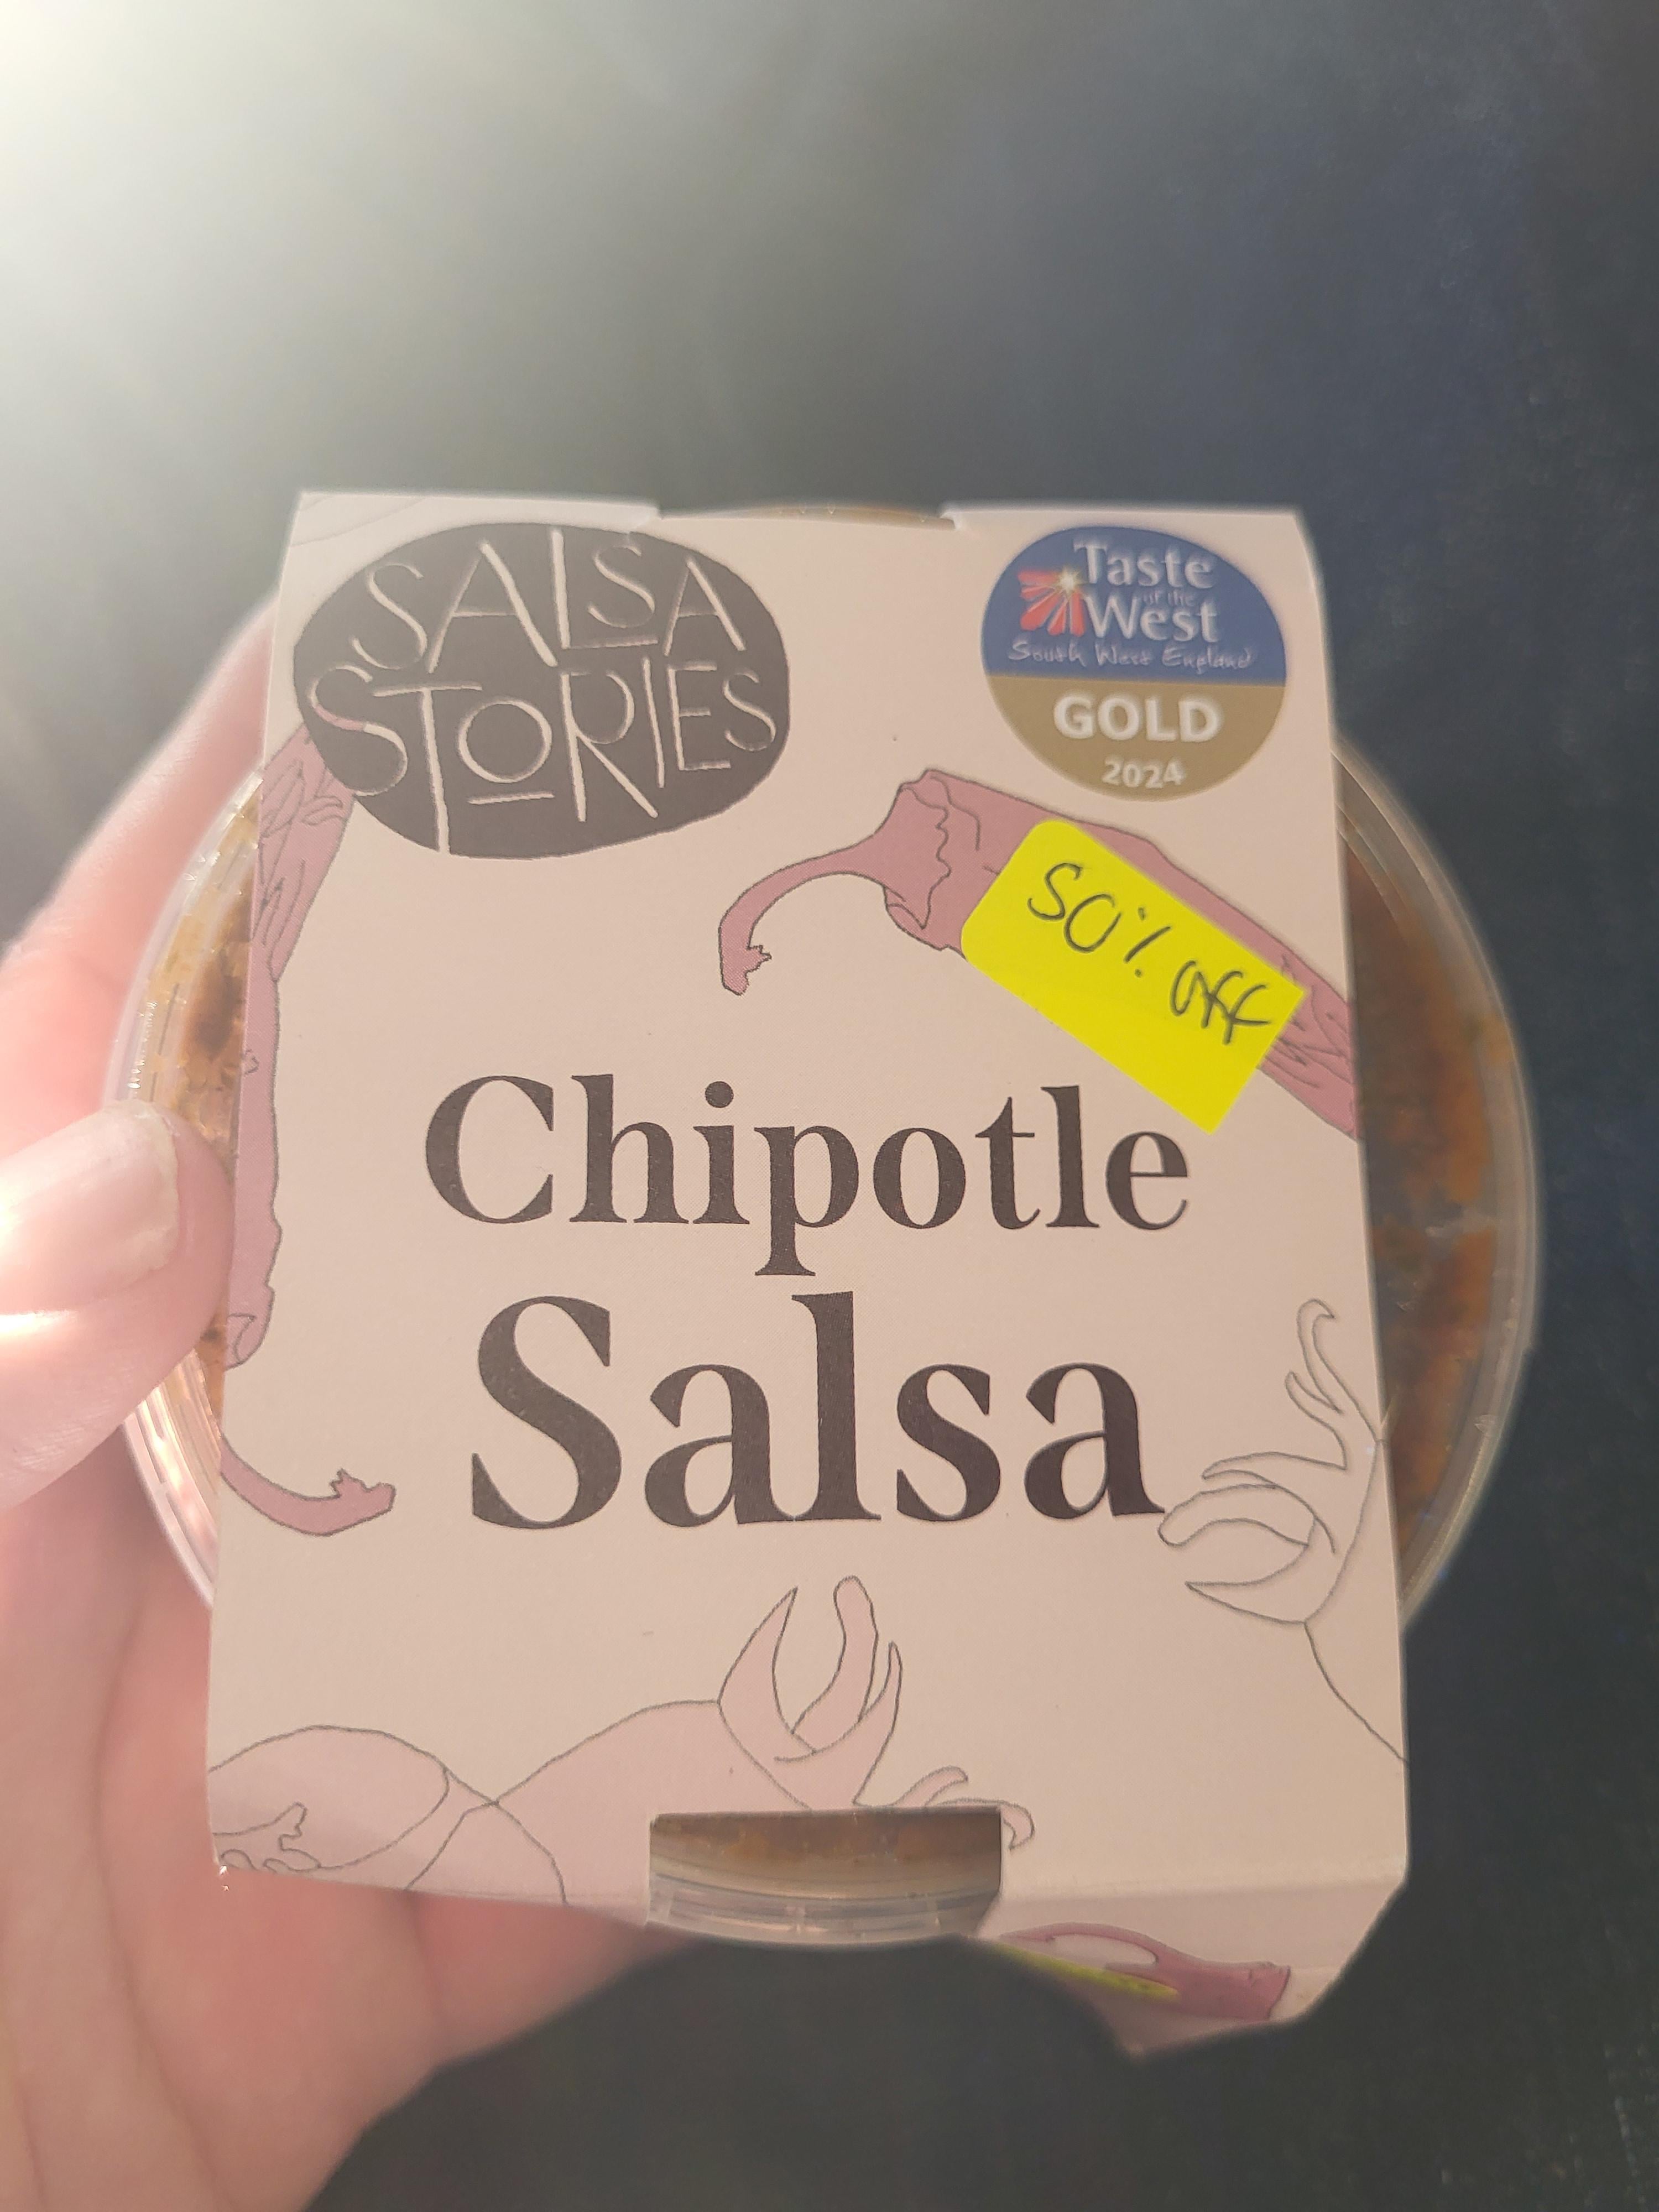 SALSA
STORIES
Taste
of the
West
South West England
GOLD
2024
50% off
Chipotle
Salsa